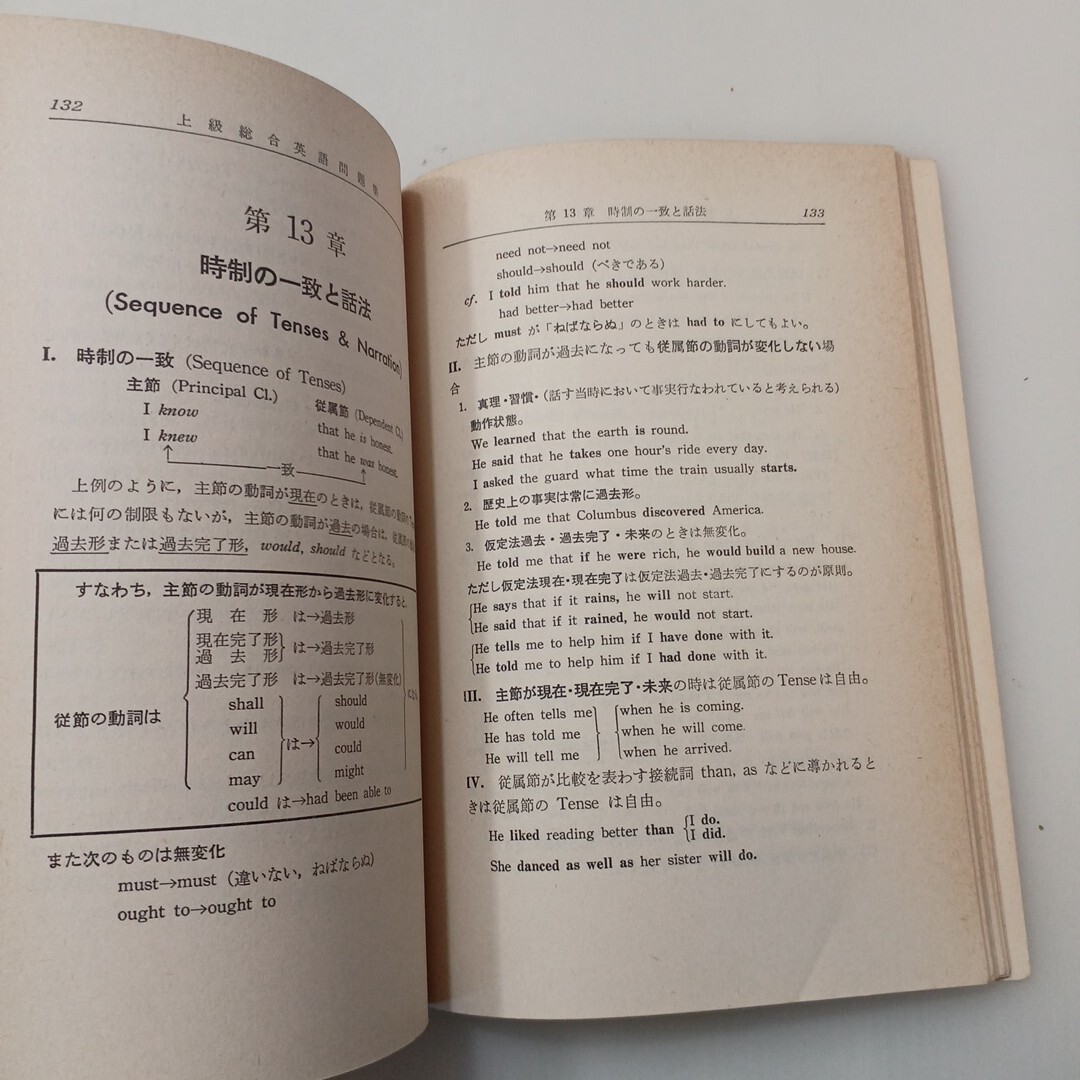 132
上級総合英語問題集
第13章
時制の一致と話法
(Sequence of Tenses & Narration)
I. 時制の一致 (Sequence of Tenses)
主節 (Principal Cl.) 従属節 (Dependent Cl.)
I know that he is honest.
I knew that he was honest.
一致
上例のように，主節の動詞が現在のときは，従属節の動詞の
には何の制限もないが，主節の動詞が過去の場合は，従属節の
過去形または過去完了形，would, should などとなる。
すなわち，主節の動詞が現在形から過去形に変化すると，
従節の動詞は
現在形 は→過去形
現在完了形
過去形 は→過去完了形
過去完了形 は→過去完了形(無変化)
shall should
will would
は→
can could
may might
could は→had been able to
また次のものは無変化
must→must (違いない，ねばならぬ)
ought to→ought to
第13章 時制の一致と話法 133
need not→need not
should→should (べきである)
cf. I told him that he should work harder.
had better→had better
ただし must が「ねばならぬ」のときは had to にしてもよい。
II. 主節の動詞が過去になっても従属節の動詞が変化しない場
合
1. 真理・習慣・(話す当時において事実行なわれていると考えられる)
動作状態。
We learned that the earth is round.
He said that he takes one hour's ride every day.
I asked the guard what time the train usually starts.
2. 歴史上の事実は常に過去形。
He told me that Columbus discovered America.
3. 仮定法過去・過去完了・未来のときは無変化。
He told me that if he were rich, he would build a new house.
ただし仮定法現在・現在完了は仮定法過去・過去完了にするのが原則。
He says that if it rains, he will not start.
He said that if it rained, he would not start.
He tells me to help him if I have done with it.
He told me to help him if I had done with it.
III. 主節が現在・現在完了・未来の時は従属節のTenseは自由。
He often tells me when he is coming.
He has told me when he will come.
He will tell me when he arrived.
IV. 従属節が比較を表わす接続詞 than, as などに導かれると
きは従属節の Tense は自由。
He liked reading better than I do.
I did.
She danced as well as her sister will do.